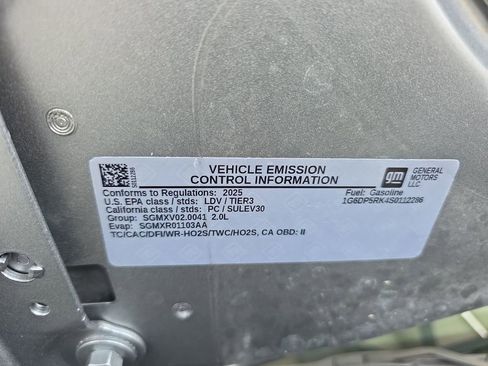 VEHICLE EMISSION
CONTROL INFORMATION
gm GENERAL MOTORS LLC
S0112286
Conforms to Regulations: 2025
Fuel: Gasoline
U.S. EPA class / stds: LDV / TIER3
1G6DP5RK4S0112286
California class / stds: PC / SULEV30
Group: SGMXV02.0041 2.0L
Evap: SGMXR01103AA
TC/CAC/DFI/WR-HO2S/TWC/HO2S, CA OBD: II